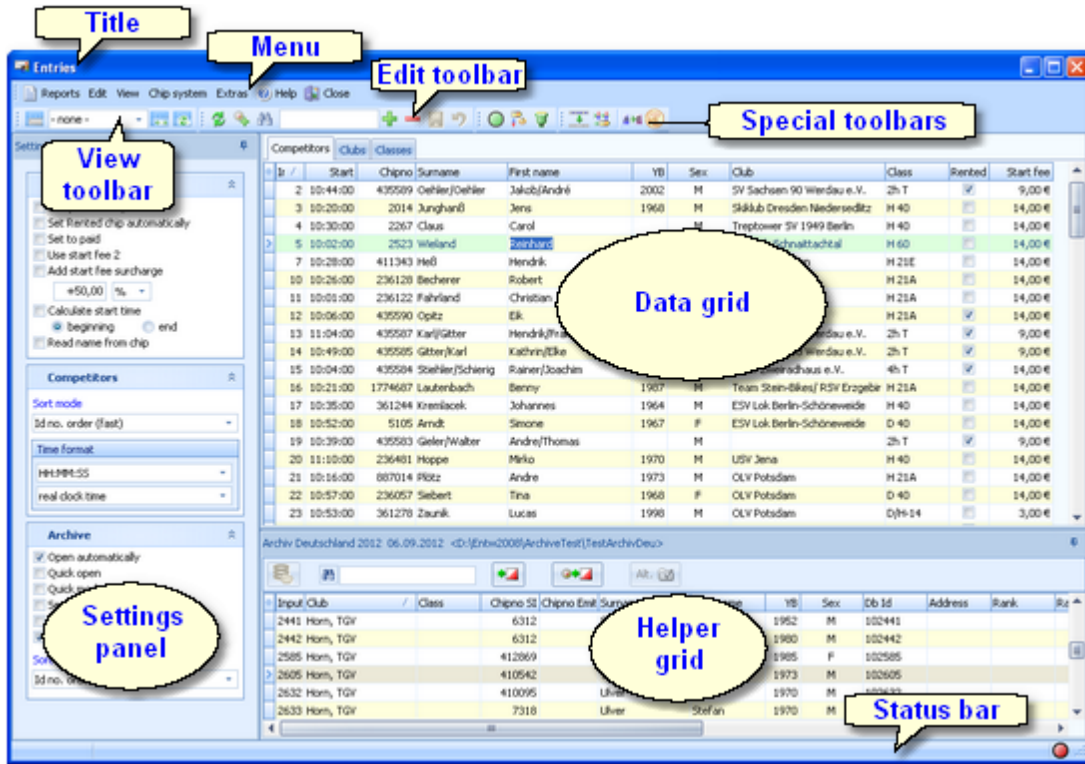 Title
Menu
Edit toolbar
Special toolbars
View
toolbar
Entries
Reports Edit View Chip system Extras Help Close
- none -
Competitors Clubs Classes
Start Chipno Surname First name YB Sex Club Class Rented Start fee
2 10:44:00 435589 Oehler/Oehler Jakob/André 2002 M SV Sachsen 90 Werdau e.V. 2h T 9,00 €
3 10:20:00 2014 Junghanß Jens 1968 M Skiklub Dresden Niedersedlitz H 40 14,00 €
4 10:30:00 2267 Claus Carol M Treptower SV 1949 Berlin H 40 14,00 €
5 10:02:00 2523 Wieland Reinhard Schnaittachtal H 60 14,00 €
7 10:28:00 411343 Heß Hendrik H 21E 14,00 €
10 10:26:00 236128 Becherer Robert H 21A 14,00 €
11 10:01:00 236122 Fahrland Christian H 21A 14,00 €
12 10:06:00 435590 Opitz Eik H 21A 14,00 €
13 11:04:00 435587 Karl/Gitter Werdau e.V. 2h T 9,00 €
14 10:49:00 435585 Gitter/Karl Kathrin/Elke Werdau e.V. 2h T 9,00 €
15 10:04:00 435584 Stiehler/Schierig Rainer/Joachim 4h T 14,00 €
16 10:21:00 1774687 Lautenbach Benny 1987 M Team Stein-Bikes/ RSV Erzgebir H 21A 14,00 €
17 10:35:00 361244 Kremlacek Johannes 1964 M ESV Lok Berlin-Schöneweide H 40 14,00 €
18 10:52:00 5105 Arndt Simone 1967 F ESV Lok Berlin-Schöneweide D 40 14,00 €
19 10:39:00 435583 Geler/Walter Andre/Thomas M 2h T 9,00 €
20 11:10:00 236481 Hoppe Mirko 1970 M USV Jena H 40 14,00 €
21 10:16:00 887014 Plötz Andre 1973 M OLV Potsdam H 21A 14,00 €
22 10:57:00 236057 Siebert Tina 1968 F OLV Potsdam D 40 14,00 €
23 10:53:00 361278 Zaunik Lucas 1998 M OLV Potsdam D/H-14 3,00 €
Data grid
Set Rented chip automatically
Set to paid
Use start fee 2
Add start fee surcharge
+50,00 %
Calculate start time
beginning end
Read name from chip
Competitors
Sort mode
Id no. order (fast)
Time format
HH:MM:SS
real clock time
Archive
Open automatically
Quick open
Quick
Settings
panel
Id no.
Archiv Deutschland 2012 06.09.2012 <D:\Entw2008\ArchiveTest\TestArchivDeu>
Alt.
Input Club Class Chipno SI Chipno Emit YB Sex Db Id Address Rank
2441 Horn, TGV 6312 1952 M 102441
2442 Horn, TGV 6312 1980 M 102442
2585 Horn, TGV 412869 1985 F 102585
2605 Horn, TGV 410542 1973 M 102605
2632 Horn, TGV 410095 Ulver 1970 M 102632
2633 Horn, TGV 7318 Ulver Stefan 1970 M
Helper
grid
Status bar